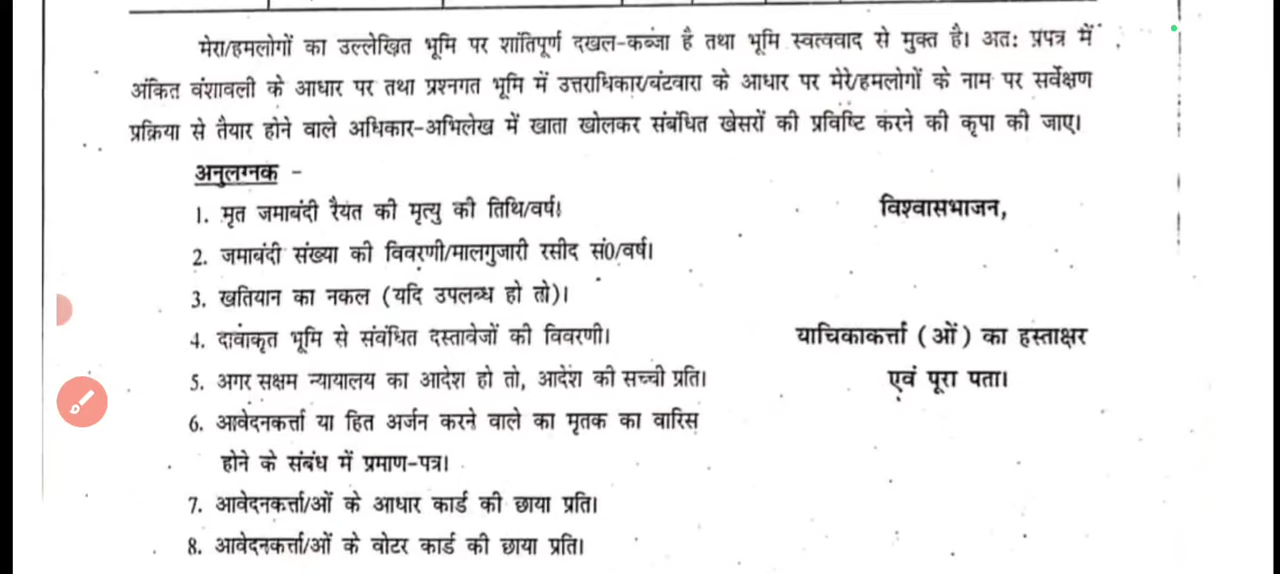 मेरा/हमलोगों का उल्लेखित भूमि पर शांतिपूर्ण दखल-कब्जा है तथा भूमि स्वत्ववाद से मुक्त है। अतः प्रपत्र में
अंकित वंशावली के आधार पर तथा प्रश्नगत भूमि में उत्तराधिकार/बंटवारा के आधार पर मेरे/हमलोगों के नाम पर सर्वेक्षण
प्रक्रिया से तैयार होने वाले अधिकार-अभिलेख में खाता खोलकर संबंधित खेसरों की प्रविष्टि करने की कृपा की जाए।
अनुलग्नक -
1. मृत जमाबंदी रैयत की मृत्यु की तिथि/वर्ष।
विश्वासभाजन,
2. जमाबंदी संख्या की विवरणी/मालगुजारी रसीद सं0/वर्ष।
3. खतियान का नकल (यदि उपलब्ध हो तो)।
4. दावाकृत भूमि से संबंधित दस्तावेजों की विवरणी।
याचिकाकर्त्ता (ओं) का हस्ताक्षर
5. अगर सक्षम न्यायालय का आदेश हो तो, आदेश की सच्ची प्रति।
एवं पूरा पता।
6. आवेदनकर्त्ता या हित अर्जन करने वाले का मृतक का वारिस
होने के संबंध में प्रमाण-पत्र।
7. आवेदनकर्त्ता/ओं के आधार कार्ड की छाया प्रति।
8. आवेदनकर्त्ता/ओं के वोटर कार्ड की छाया प्रति।